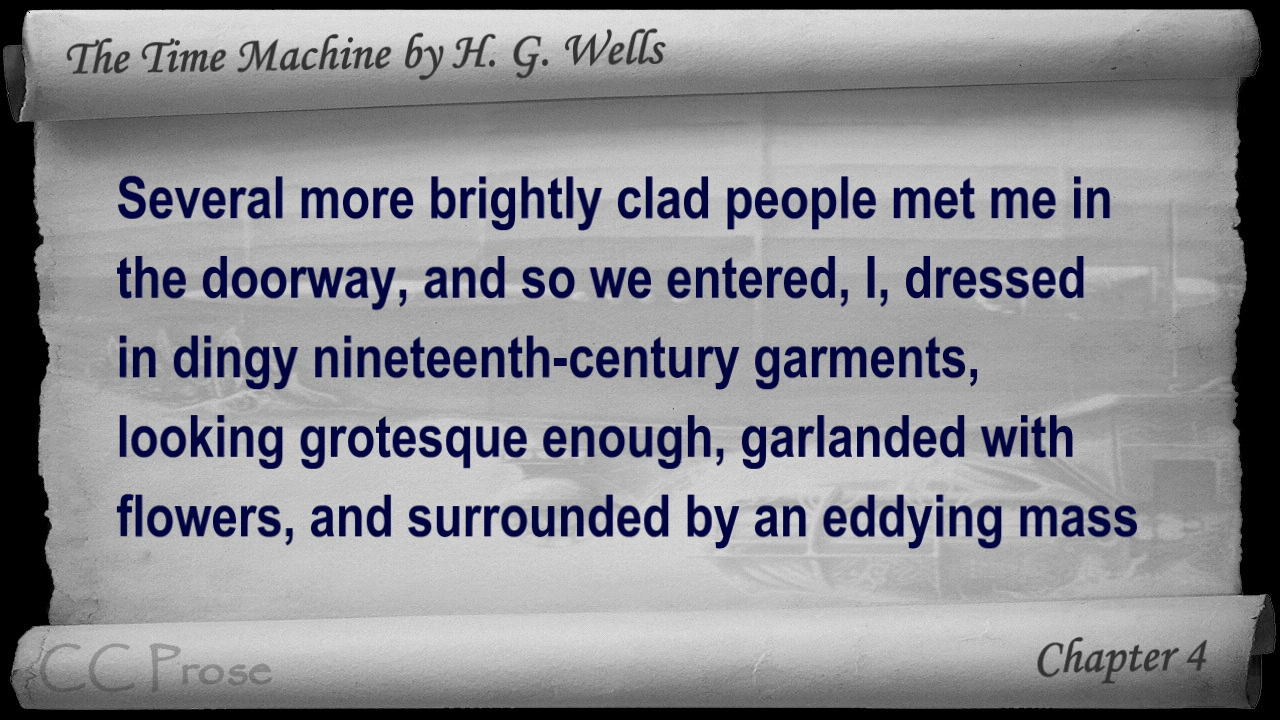 The Time Machine by H. G. Wells
Several more brightly clad people met me in
the doorway, and so we entered, I, dressed
in dingy nineteenth-century garments,
looking grotesque enough, garlanded with
flowers, and surrounded by an eddying mass
CC Prose
Chapter 4